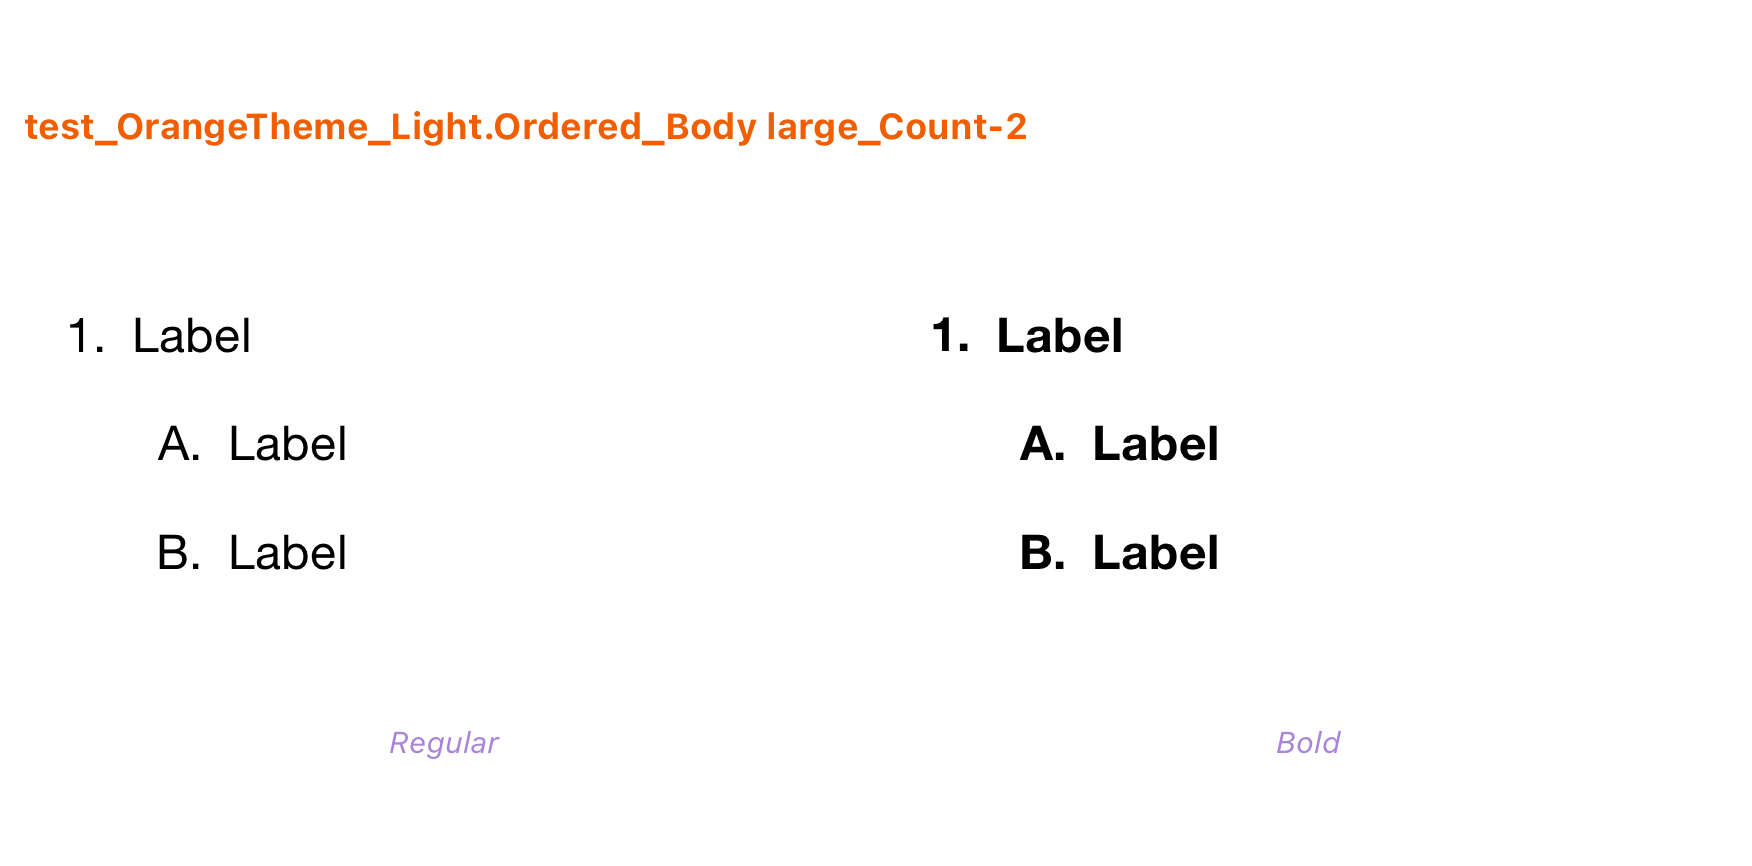 test_OrangeTheme_Light.Ordered_Body large_Count-2
1. Label
A. Label
B. Label
Regular
1. Label
A. Label
B. Label
Bold